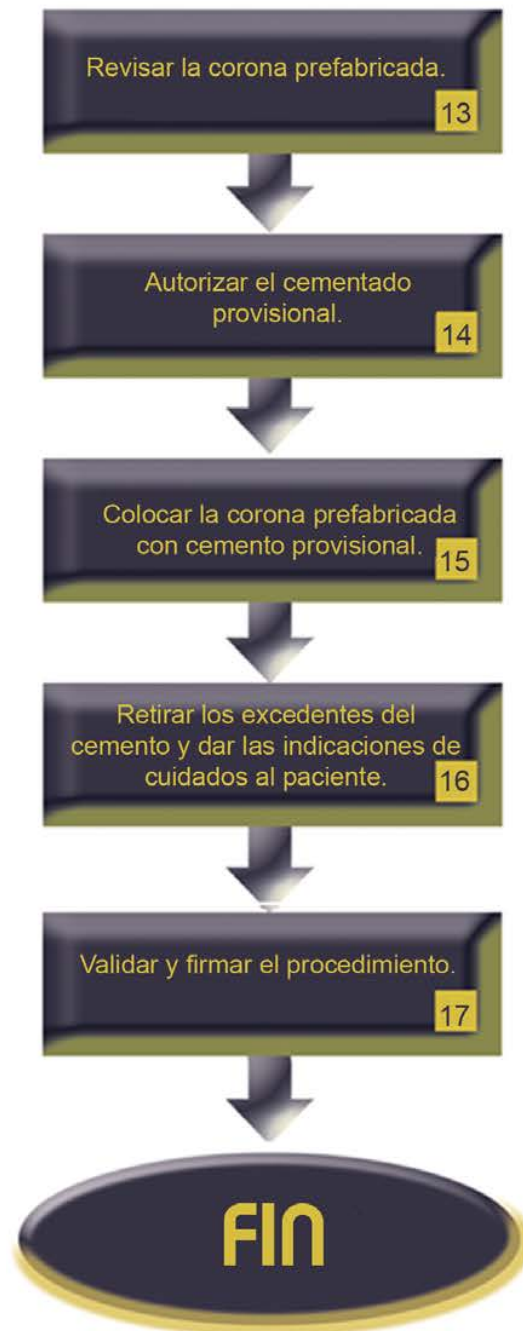 Revisar la corona prefabricada.
13
Autorizar el cementado
provisional.
14
Colocar la corona prefabricada
con cemento provisional.
15
Retirar los excedentes del
cemento y dar las indicaciones de
cuidados al paciente.
16
Validar y firmar el procedimiento.
17
FIN